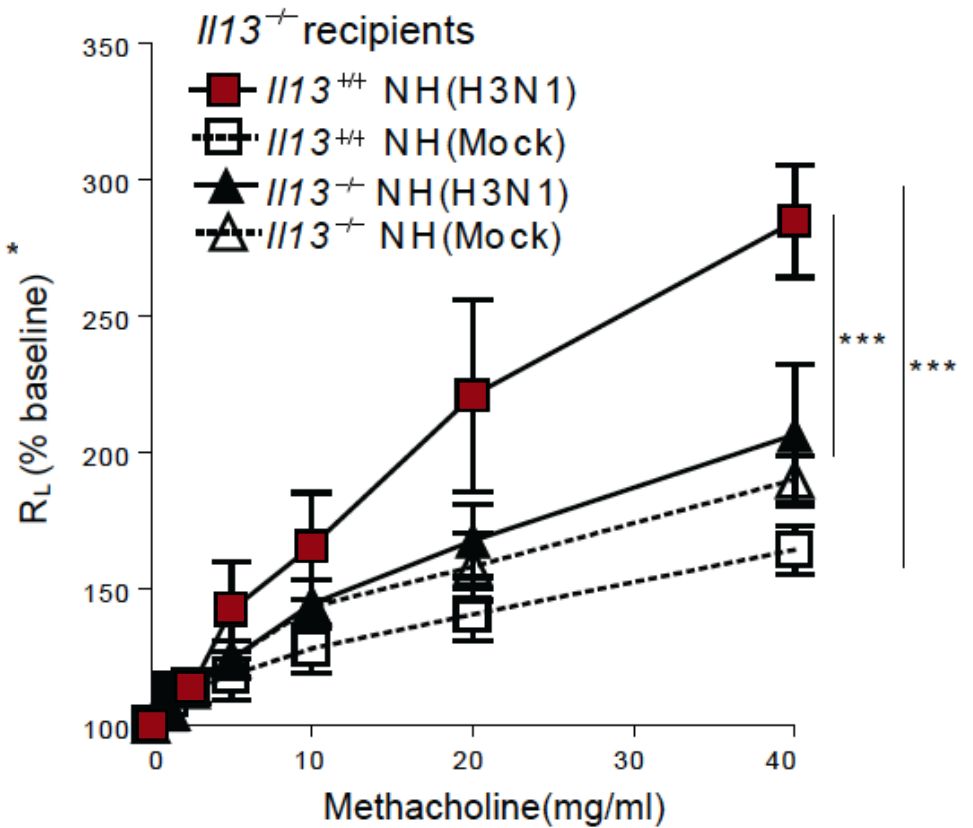 Il13⁻/⁻ recipients
Il13⁺/⁺ NH(H3N1)
Il13⁺/⁺ NH(Mock)
Il13⁻/⁻ NH(H3N1)
Il13⁻/⁻ NH(Mock)
350
300
250
200
150
100
R_L (% baseline) *
***
***
0
10
20
30
40
Methacholine(mg/ml)